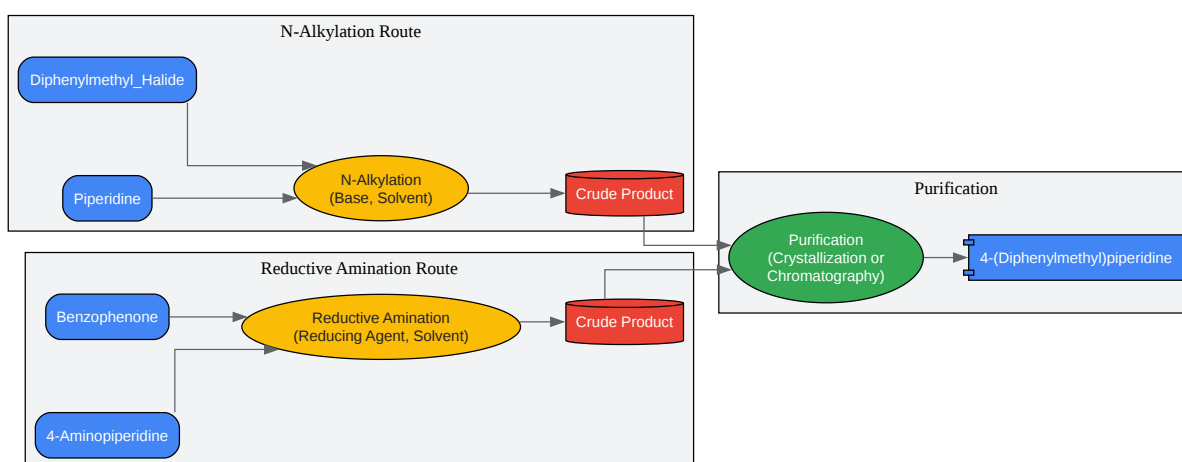 N-Alkylation Route
Diphenylmethyl_Halide
Piperidine
N-Alkylation
(Base, Solvent)
Crude Product
Reductive Amination Route
Benzophenone
4-Aminopiperidine
Reductive Amination
(Reducing Agent, Solvent)
Crude Product
Purification
Purification
(Crystallization or
Chromatography)
4-(Diphenylmethyl)piperidine